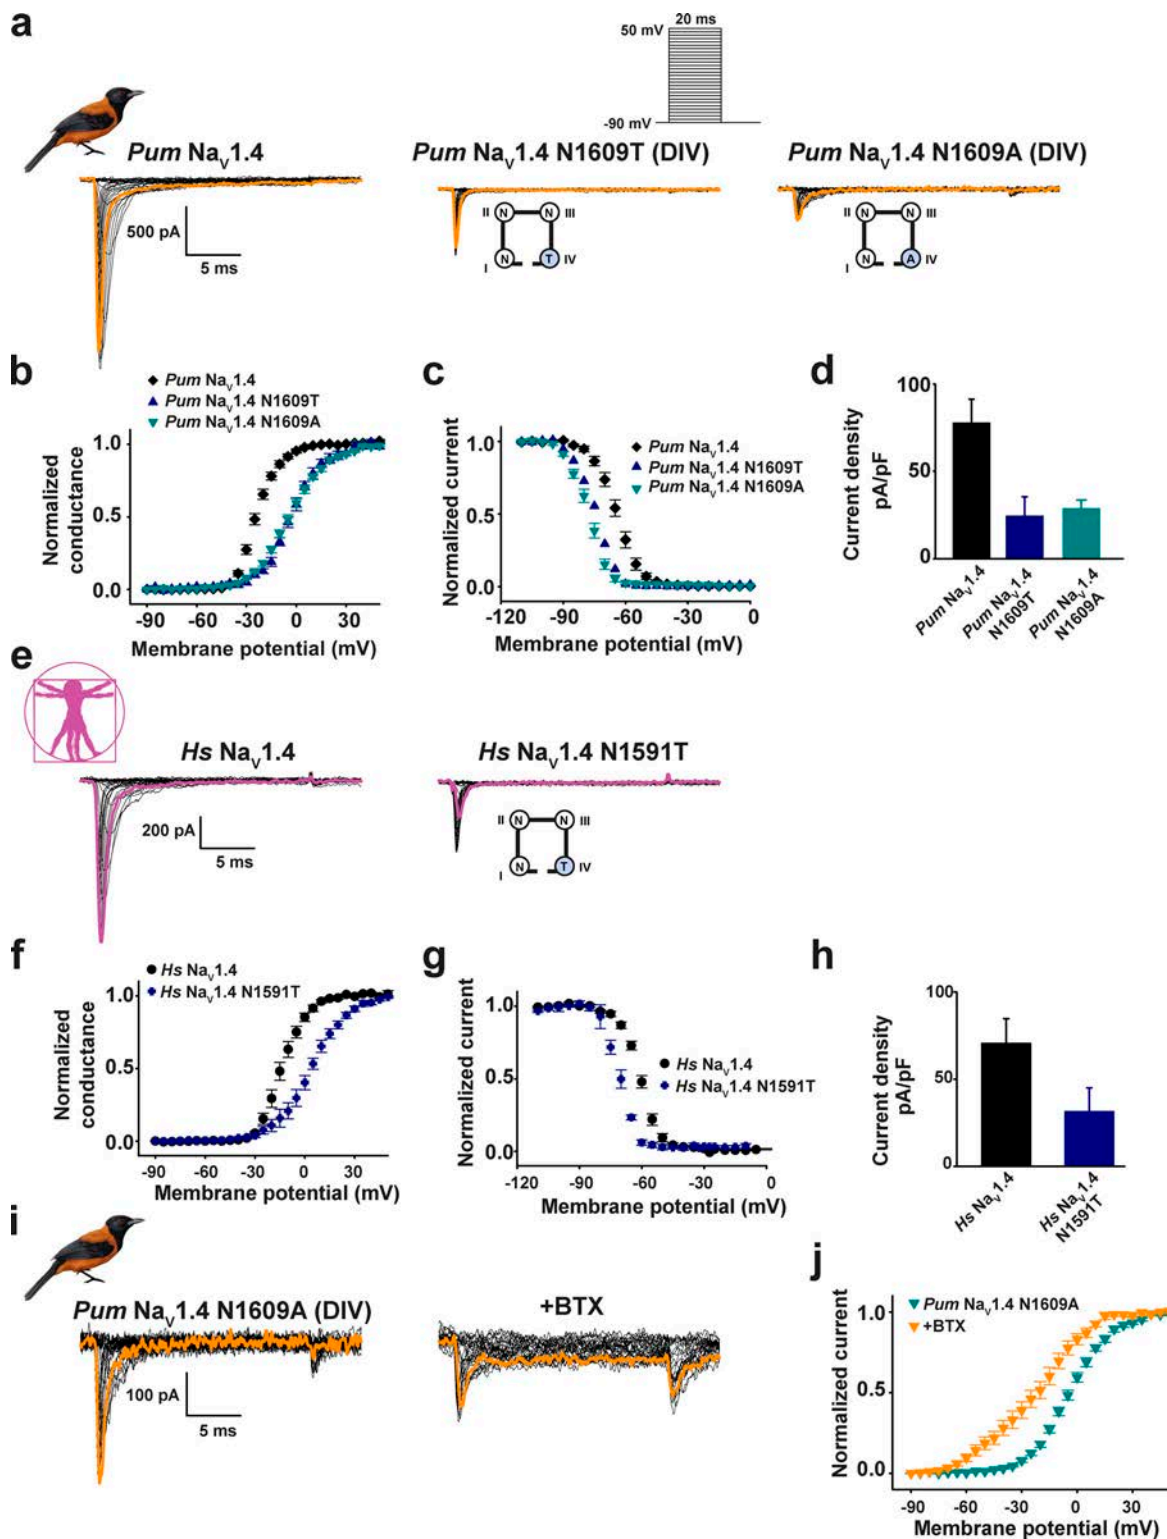 a
20 ms
50 mV
-90 mV
Pum NaV1.4
Pum NaV1.4 N1609T (DIV)
Pum NaV1.4 N1609A (DIV)
500 pA
5 ms
II N N III
I N T IV
II N N III
I N A IV
b
Pum NaV1.4
Pum NaV1.4 N1609T
Pum NaV1.4 N1609A
Normalized
conductance
1.0
0.5
0.0
-90 -60 -30 0 30
Membrane potential (mV)
c
Pum NaV1.4
Pum NaV1.4 N1609T
Pum NaV1.4 N1609A
Normalized current
1.0
0.5
0.0
-120 -90 -60 -30 0
Membrane potential (mV)
d
Current density
pA/pF
100
50
0
Pum NaV1.4
Pum NaV1.4
N1609T
Pum NaV1.4
N1609A
e
Hs NaV1.4
Hs NaV1.4 N1591T
200 pA
5 ms
II N N III
I N T IV
f
Hs NaV1.4
Hs NaV1.4 N1591T
Normalized
conductance
1.0
0.5
0.0
-90 -60 -30 0 30
Membrane potential (mV)
g
Hs NaV1.4
Hs NaV1.4 N1591T
Normalized current
1.0
0.5
0.0
-120 -90 -60 -30 0
Membrane potential (mV)
h
Current density
pA/pF
100
50
0
Hs NaV1.4
Hs NaV1.4
N1591T
i
Pum NaV1.4 N1609A (DIV)
+BTX
100 pA
5 ms
j
Pum NaV1.4 N1609A
+BTX
Normalized current
1.0
0.5
0.0
-90 -60 -30 0 30
Membrane potential (mV)